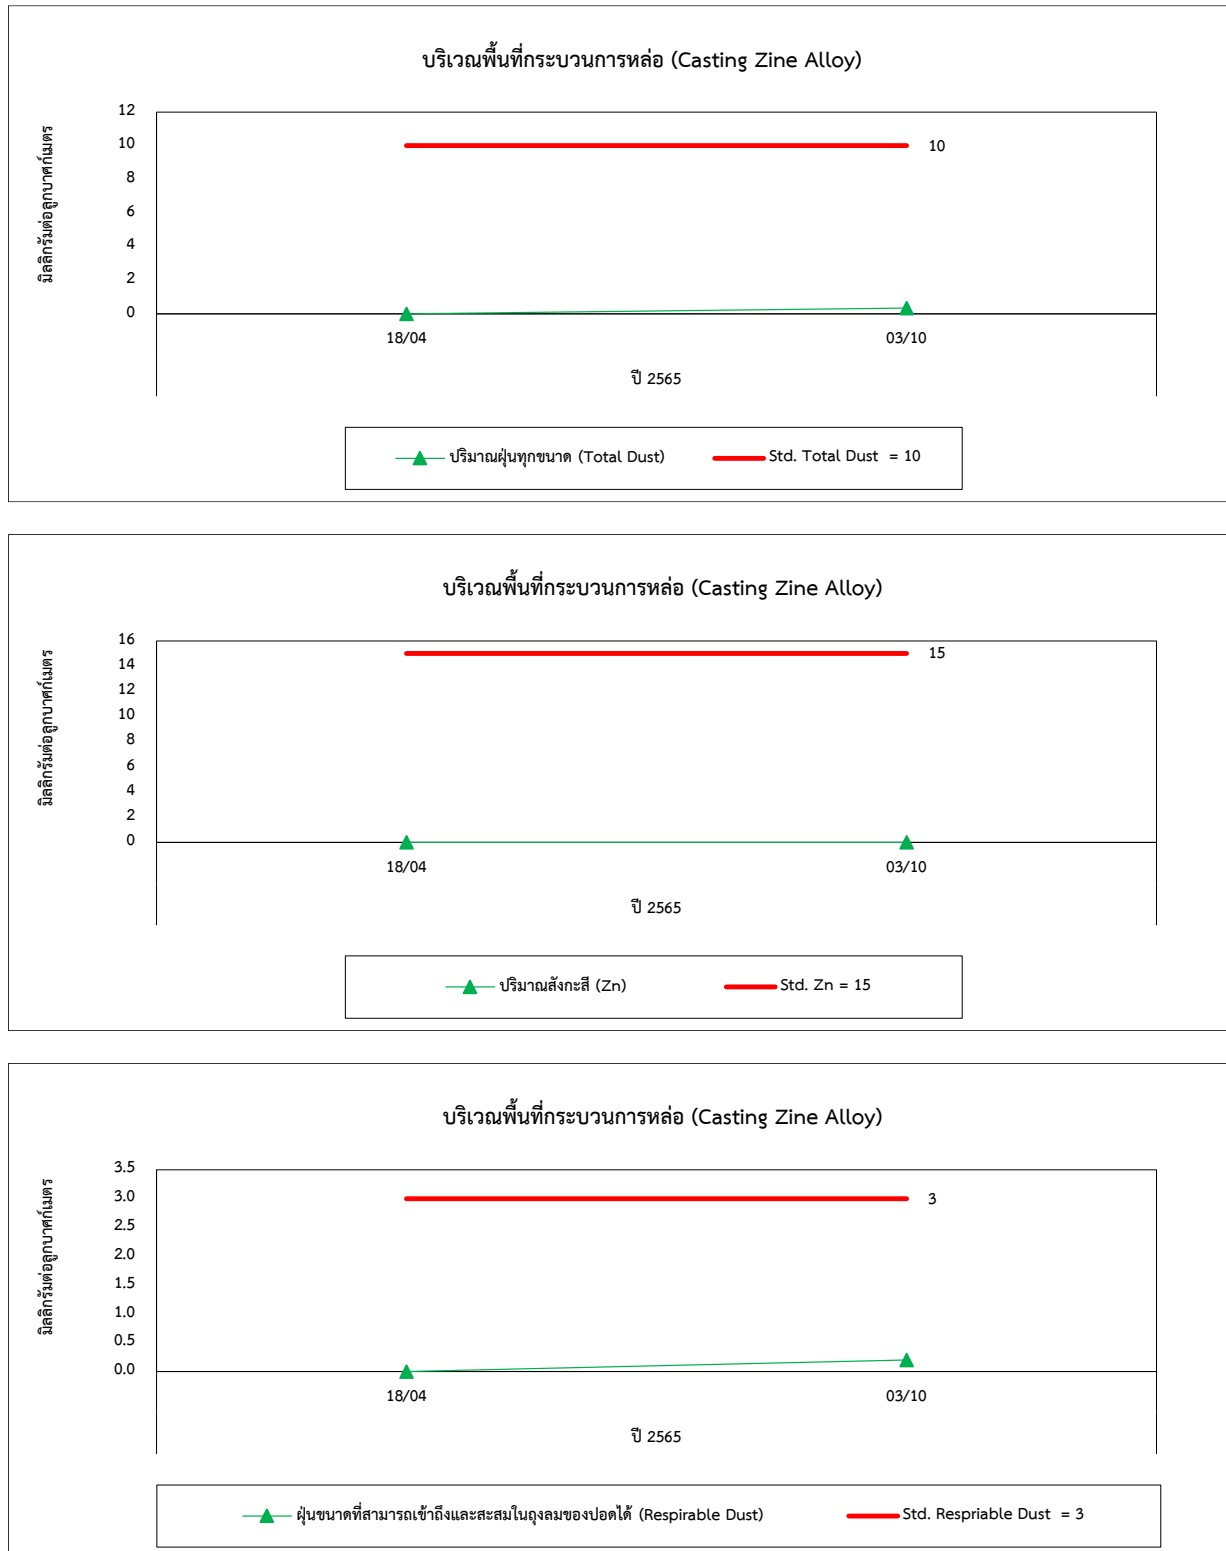 บริเวณพื้นที่กระบวนการหล่อ (Casting Zine Alloy)
มิลลิกรัมต่อลูกบาศก์เมตร
12
10
8
6
4
2
0
10
18/04
03/10
ปี 2565
ปริมาณฝุ่นทุกขนาด (Total Dust)
Std. Total Dust = 10
บริเวณพื้นที่กระบวนการหล่อ (Casting Zine Alloy)
มิลลิกรัมต่อลูกบาศก์เมตร
16
14
12
10
8
6
4
2
0
15
18/04
03/10
ปี 2565
ปริมาณสังกะสี (Zn)
Std. Zn = 15
บริเวณพื้นที่กระบวนการหล่อ (Casting Zine Alloy)
มิลลิกรัมต่อลูกบาศก์เมตร
3.5
3.0
2.5
2.0
1.5
1.0
0.5
0.0
3
18/04
03/10
ปี 2565
ฝุ่นขนาดที่สามารถเข้าถึงและสะสมในถุงลมของปอดได้ (Respirable Dust)
Std. Respriable Dust = 3